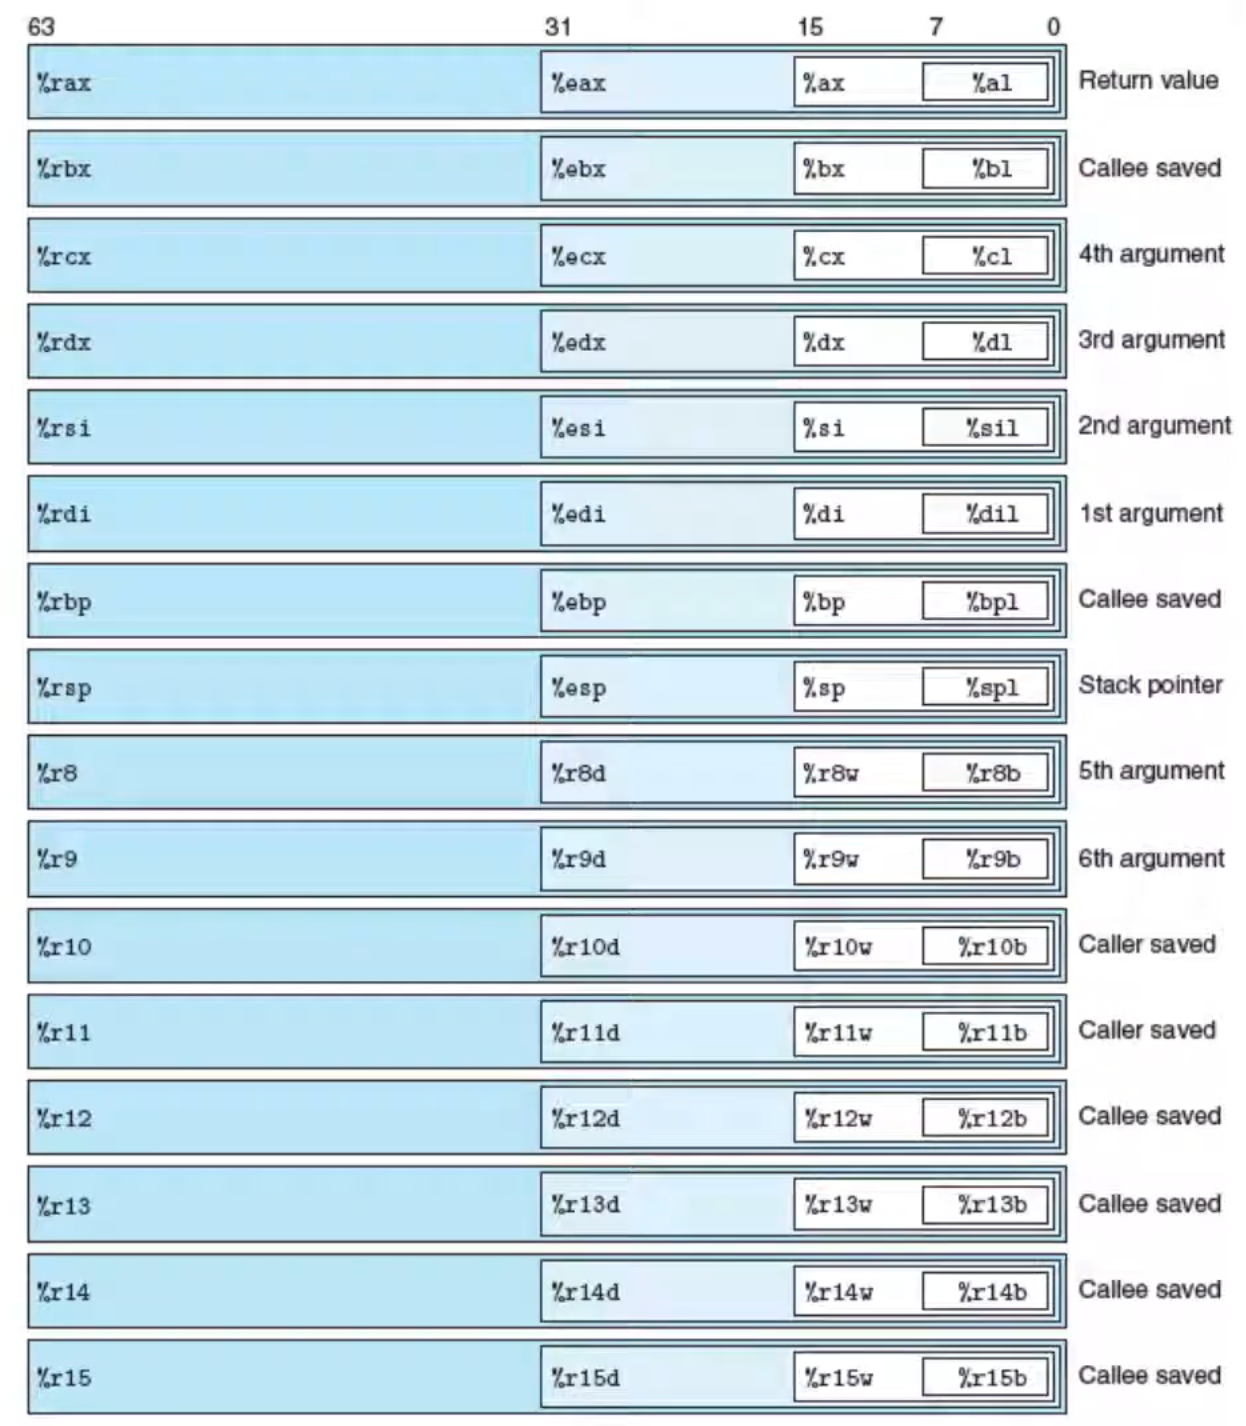 63 31 15 7 0
%rax %eax %ax %al Return value
%rbx %ebx %bx %bl Callee saved
%rcx %ecx %cx %cl 4th argument
%rdx %edx %dx %dl 3rd argument
%rsi %esi %si %sil 2nd argument
%rdi %edi %di %dil 1st argument
%rbp %ebp %bp %bpl Callee saved
%rsp %esp %sp %spl Stack pointer
%r8 %r8d %r8w %r8b 5th argument
%r9 %r9d %r9w %r9b 6th argument
%r10 %r10d %r10w %r10b Caller saved
%r11 %r11d %r11w %r11b Caller saved
%r12 %r12d %r12w %r12b Callee saved
%r13 %r13d %r13w %r13b Callee saved
%r14 %r14d %r14w %r14b Callee saved
%r15 %r15d %r15w %r15b Callee saved